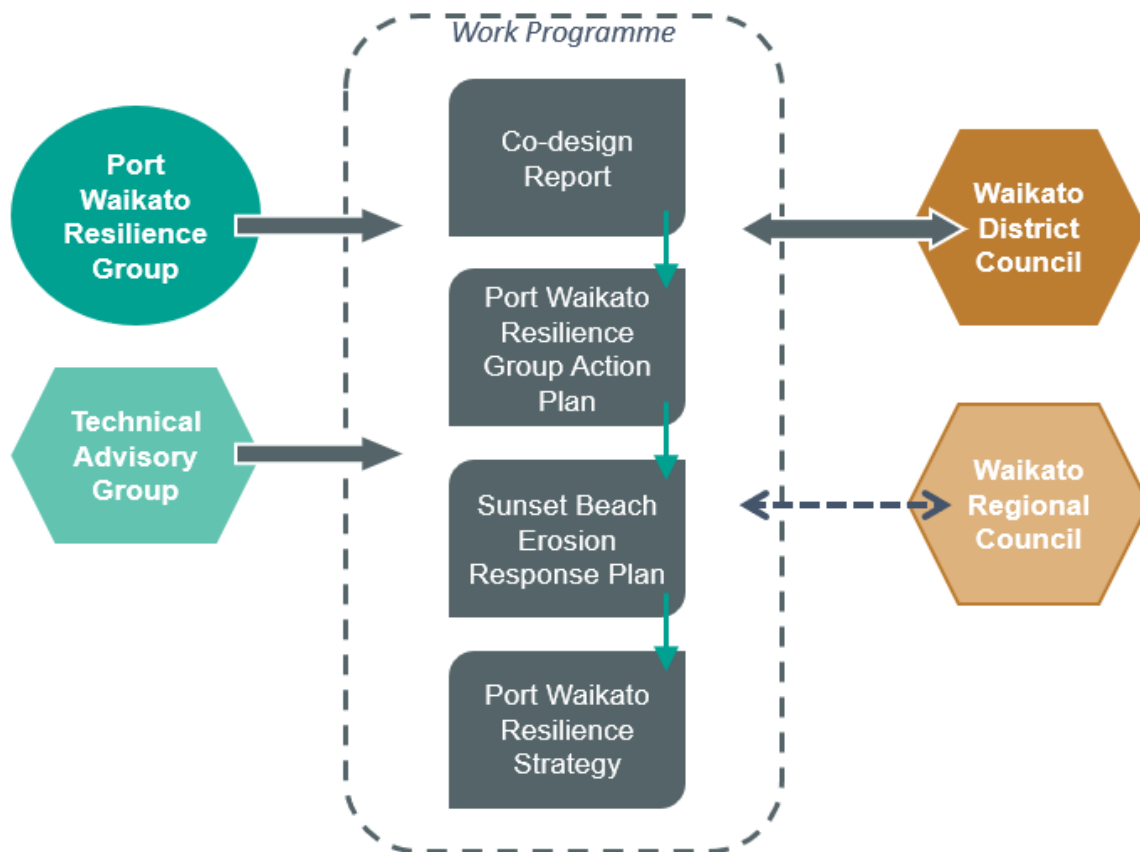 Work Programme
Co-design
Report
Port
Waikato
Resilience
Group
Waikato
District
Council
Port Waikato
Resilience
Group Action
Plan
Technical
Advisory
Group
Waikato
Regional
Council
Sunset Beach
Erosion
Response Plan
Port Waikato
Resilience
Strategy